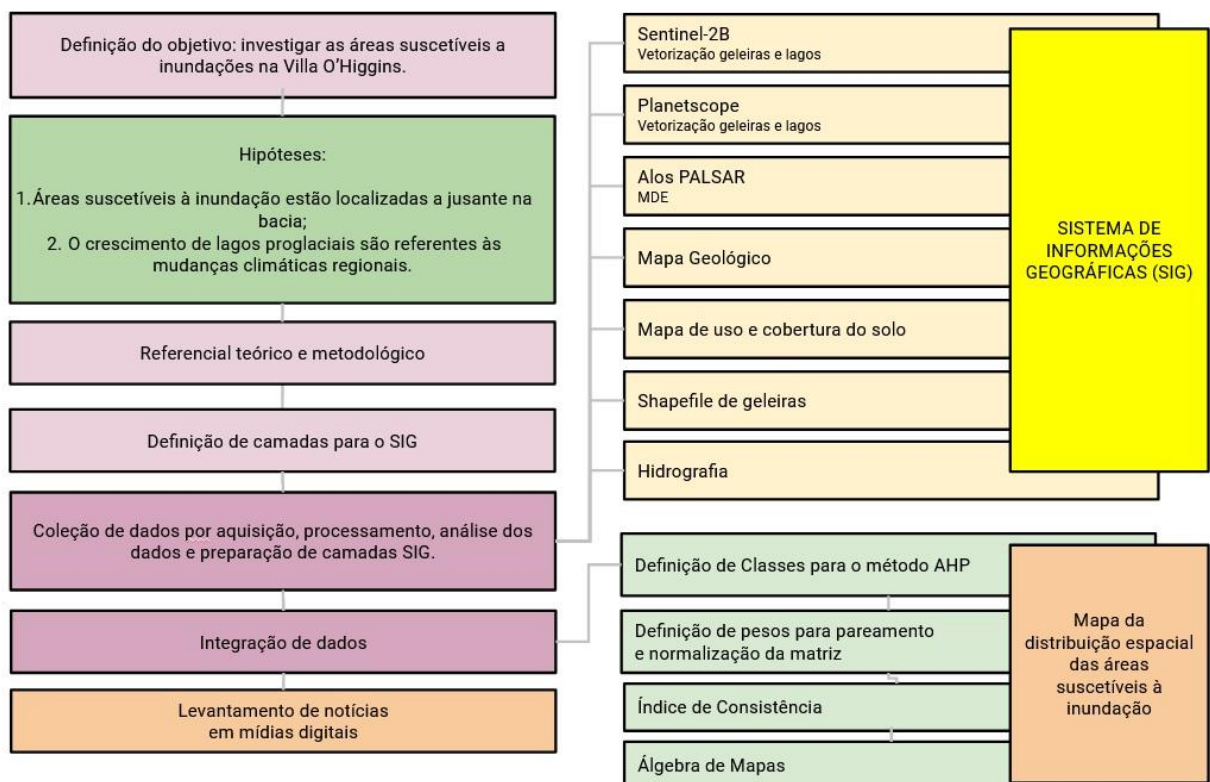 Definição do objetivo: investigar as áreas suscetíveis a
inundações na Villa O’Higgins.
Hipóteses:
1. Áreas suscetíveis à inundação estão localizadas a jusante na
bacia;
2. O crescimento de lagos proglaciais são referentes às
mudanças climáticas regionais.
Referencial teórico e metodológico
Definição de camadas para o SIG
Coleção de dados por aquisição, processamento, análise dos
dados e preparação de camadas SIG.
Integração de dados
Levantamento de notícias
em mídias digitais
Sentinel-2B
Vetorização geleiras e lagos
Planetscope
Vetorização geleiras e lagos
Alos PALSAR
MDE
Mapa Geológico
Mapa de uso e cobertura do solo
Shapefile de geleiras
Hidrografia
SISTEMA DE
INFORMAÇÕES
GEOGRÁFICAS (SIG)
Definição de Classes para o método AHP
Definição de pesos para pareamento
e normalização da matriz
Índice de Consistência
Álgebra de Mapas
Mapa da
distribuição espacial
das áreas
suscetíveis à
inundação